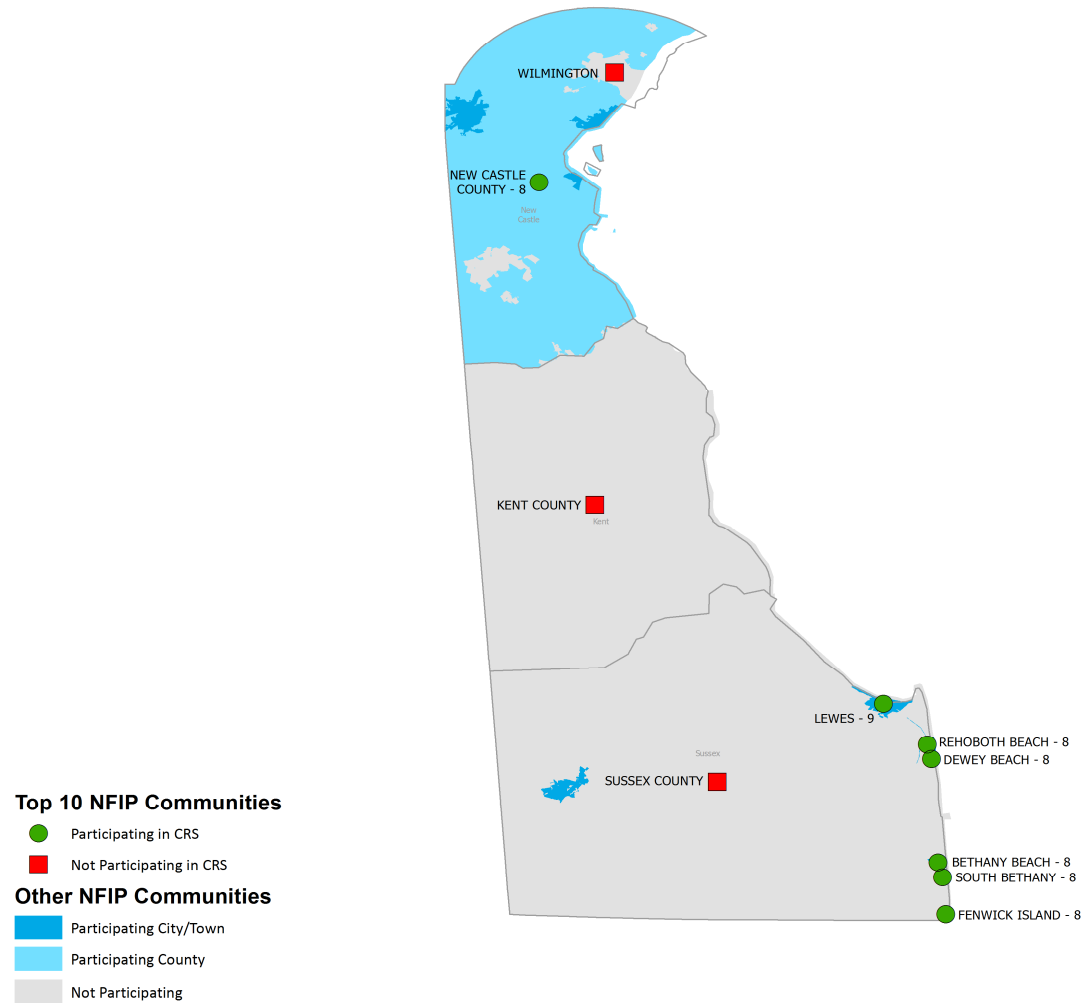 WILMINGTON
NEW CASTLE
COUNTY - 8
New
Castle
KENT COUNTY
Kent
LEWES - 9
REHOBOTH BEACH - 8
DEWEY BEACH - 8
Sussex
SUSSEX COUNTY
BETHANY BEACH - 8
SOUTH BETHANY - 8
FENWICK ISLAND - 8
Top 10 NFIP Communities
Participating in CRS
Not Participating in CRS
Other NFIP Communities
Participating City/Town
Participating County
Not Participating